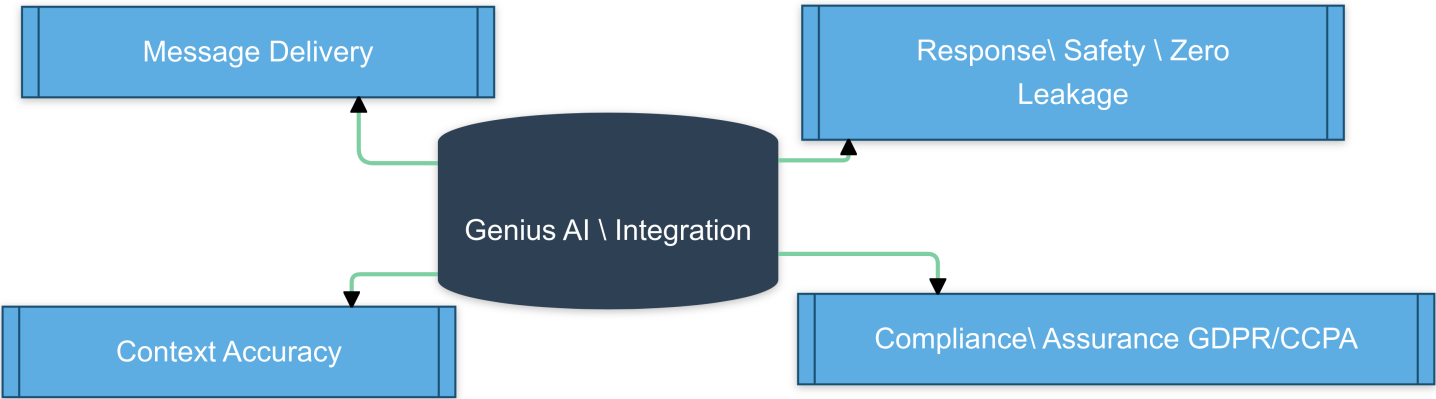 Message Delivery
Response\ Safety \ Zero
Leakage
Genius AI \ Integration
Context Accuracy
Compliance\ Assurance GDPR/CCPA